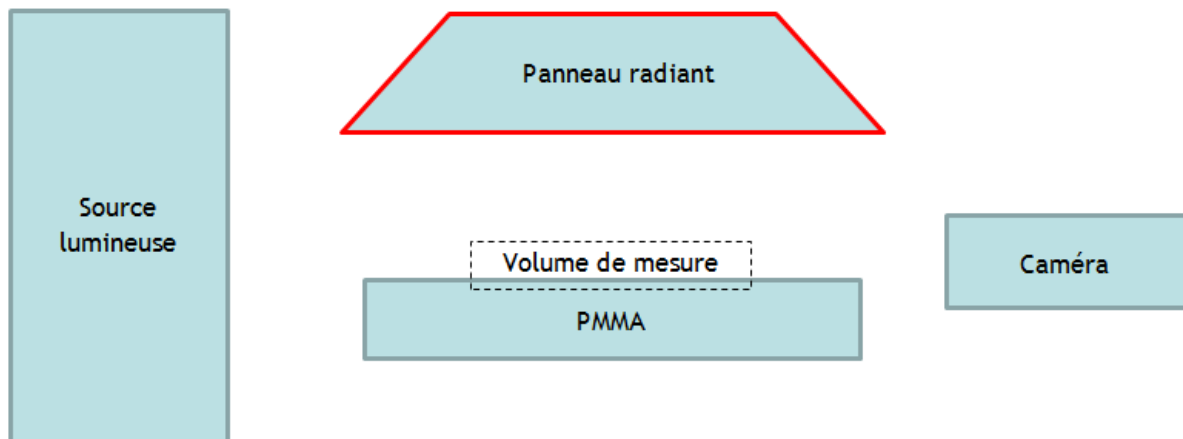 Panneau radiant
Source
lumineuse
Volume de mesure
Caméra
PMMA